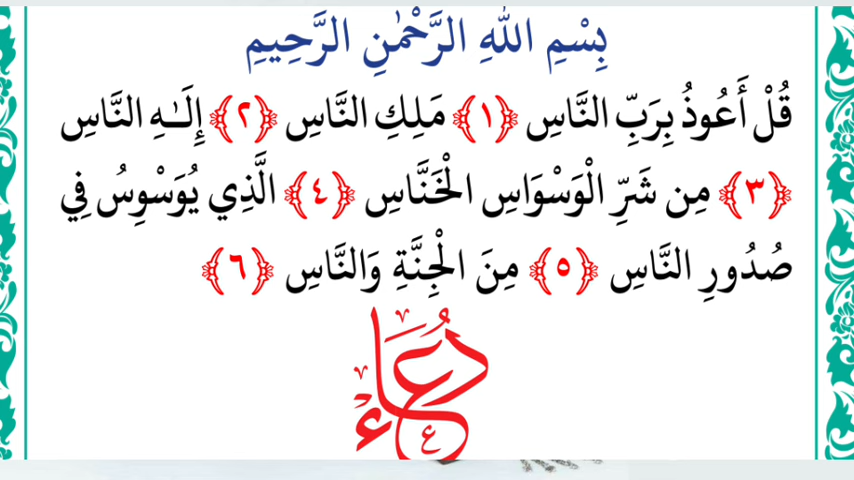 بِسْمِ اللهِ الرَّحْمٰنِ الرَّحِيمِ
قُلْ أَعُوذُ بِرَبِّ النَّاسِ ﴿١﴾ مَلِكِ النَّاسِ ﴿٢﴾ إِلَـٰهِ النَّاسِ
﴿٣﴾ مِن شَرِّ الْوَسْوَاسِ الْخَنَّاسِ ﴿٤﴾ الَّذِي يُوَسْوِسُ فِي
صُدُورِ النَّاسِ ﴿٥﴾ مِنَ الْجِنَّةِ وَالنَّاسِ ﴿٦﴾
دُعَاء